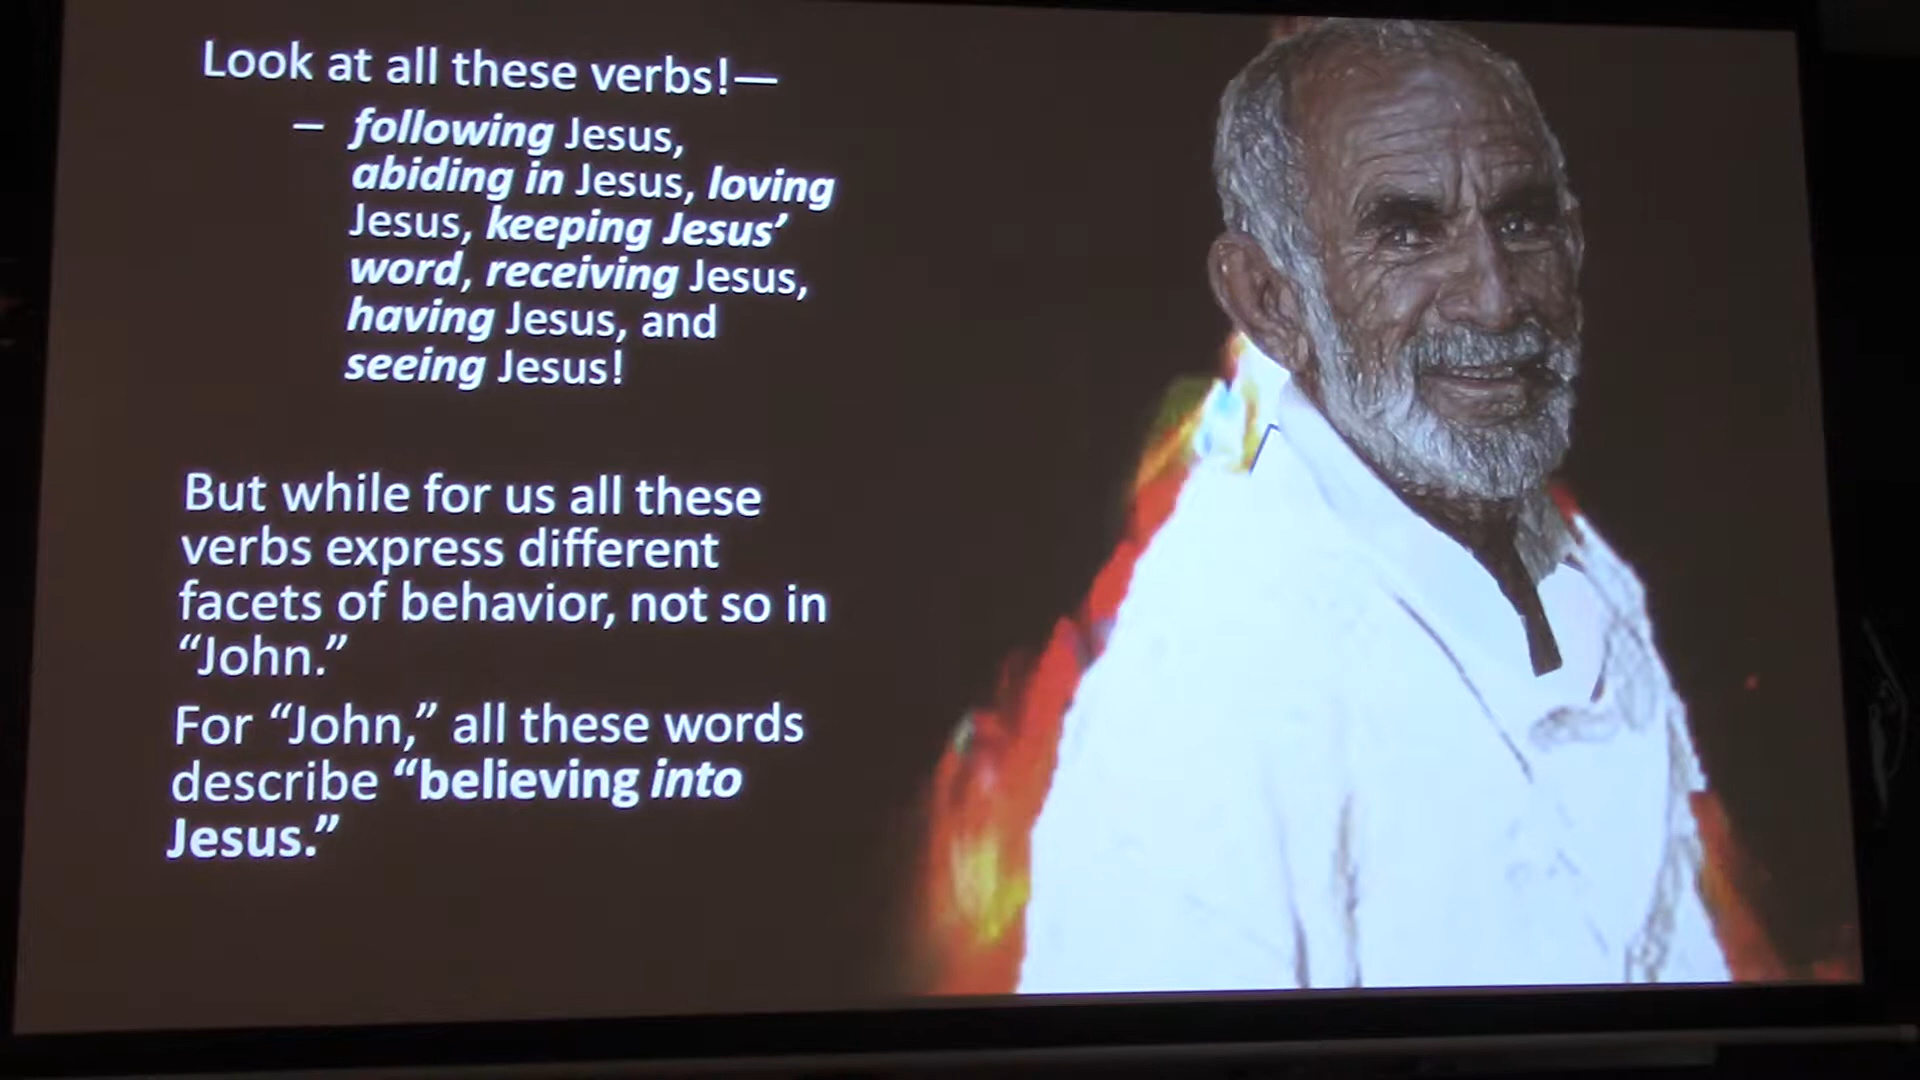 Look at all these verbs!—
– following Jesus,
abiding in Jesus, loving
Jesus, keeping Jesus’
word, receiving Jesus,
having Jesus, and
seeing Jesus!
But while for us all these
verbs express different
facets of behavior, not so in
“John.”
For “John,” all these words
describe “believing into
Jesus.”